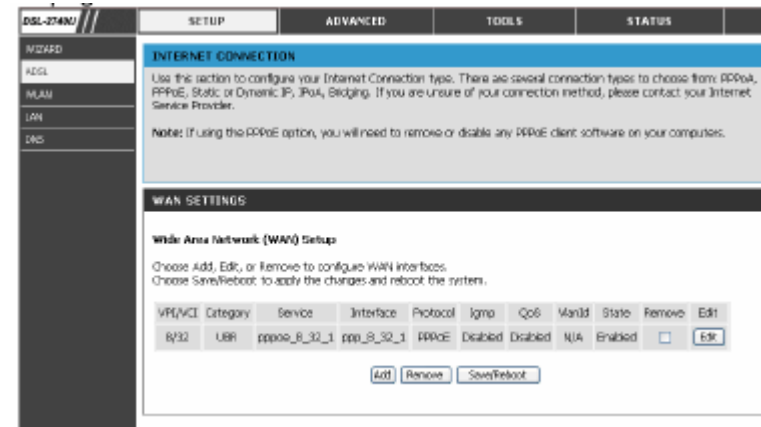 DSL-2740U
SETUP ADVANCED TOOLS STATUS
WIZARD
ADSL
WLAN
LAN
DNS
INTERNET CONNECTION
Use this section to configure your Internet Connection type. There are several connection types to choose from: PPPoA,
PPPoE, Static or Dynamic IP, IPoA, Bridging. If you are unsure of your connection method, please contact your Internet
Service Provider.
Note: If using the PPPoE option, you will need to remove or disable any PPPoE client software on your computers.
WAN SETTINGS
Wide Area Network (WAN) Setup
Choose Add, Edit, or Remove to configure WAN interfaces.
Choose Save/Reboot to apply the changes and reboot the system.
VPI/VCI Category Service Interface Protocol Igmp QoS VlanId State Remove Edit
8/32 UBR pppoe_8_32_1 ppp_8_32_1 PPPoE Disabled Disabled N/A Enabled Edit
Add Remove Save/Reboot